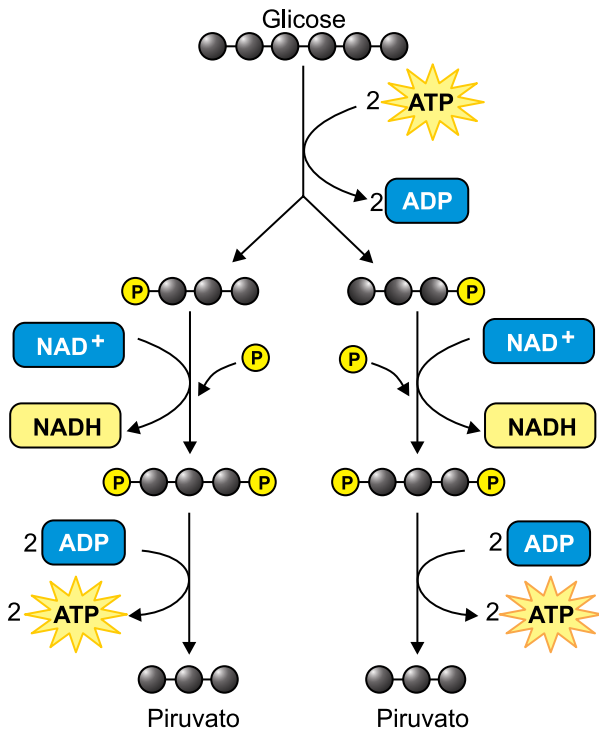 Glicose
2 ATP
2 ADP
P
P
NAD+
NAD+
P
P
NADH
NADH
P
P
P
P
2 ADP
2 ADP
2 ATP
2 ATP
Piruvato
Piruvato